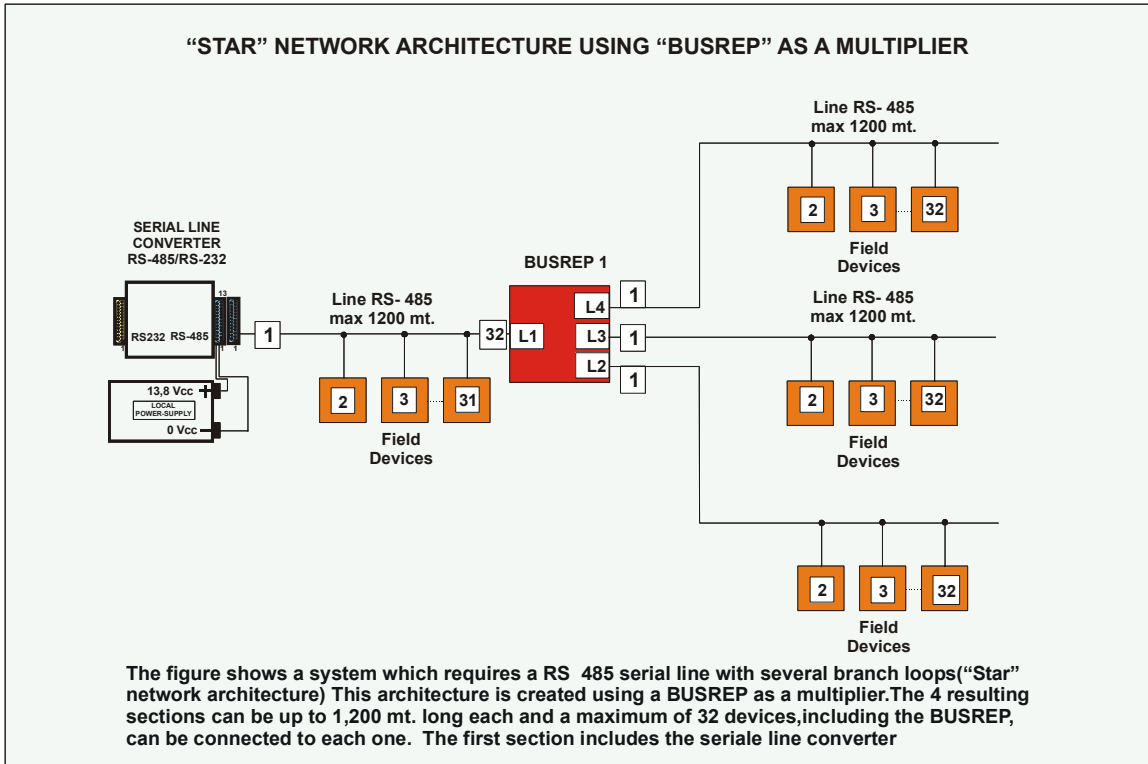 “STAR” NETWORK ARCHITECTURE USING “BUSREP” AS A MULTIPLIER
Line RS- 485
max 1200 mt.
2
3
32
Field
Devices
SERIAL LINE
CONVERTER
RS-485/RS-232
13
RS232
RS-485
1
1
1
1
13,8 Vcc
+
LOCAL
POWER-SUPPLY
0 Vcc
−
Line RS- 485
max 1200 mt.
2
3
31
Field
Devices
BUSREP 1
32
L1
L4
L3
L2
1
1
1
Line RS- 485
max 1200 mt.
2
3
32
Field
Devices
2
3
32
Field
Devices
The figure shows a system which requires a RS 485 serial line with several branch loops(“Star”
network architecture) This architecture is created using a BUSREP as a multiplier.The 4 resulting
sections can be up to 1,200 mt. long each and a maximum of 32 devices,including the BUSREP,
can be connected to each one. The first section includes the seriale line converter